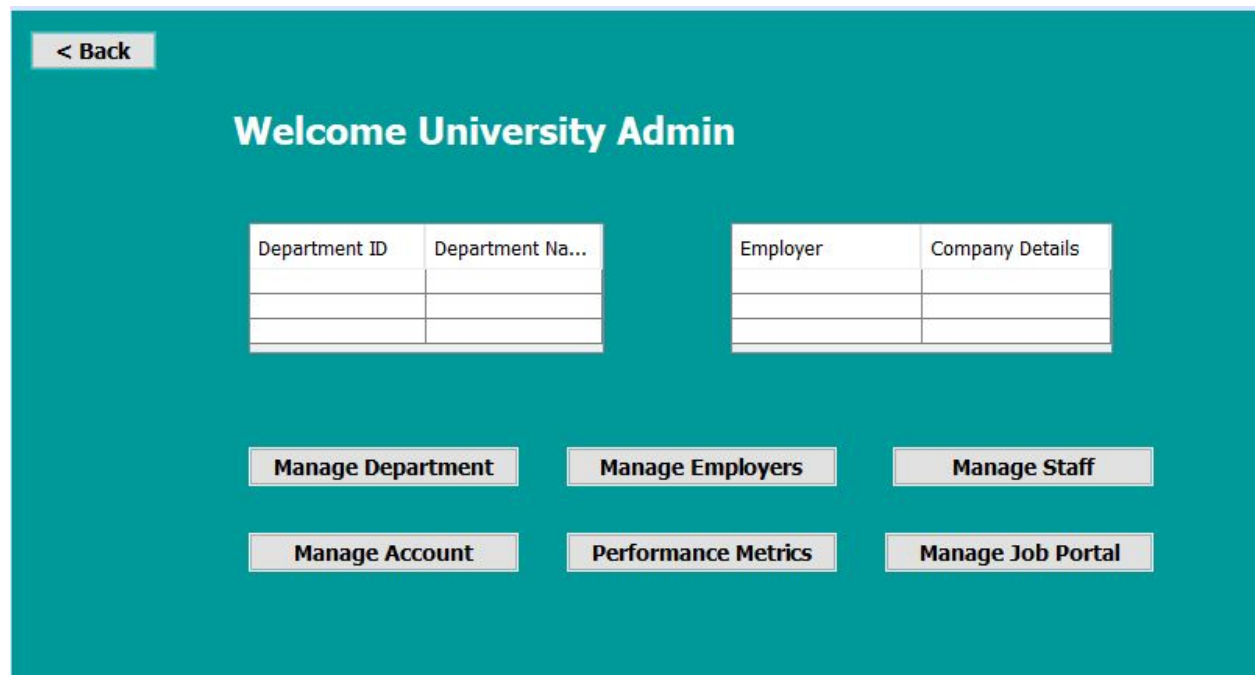 < Back
Welcome University Admin
Department ID Department Na...
Employer Company Details
Manage Department Manage Employers Manage Staff
Manage Account Performance Metrics Manage Job Portal